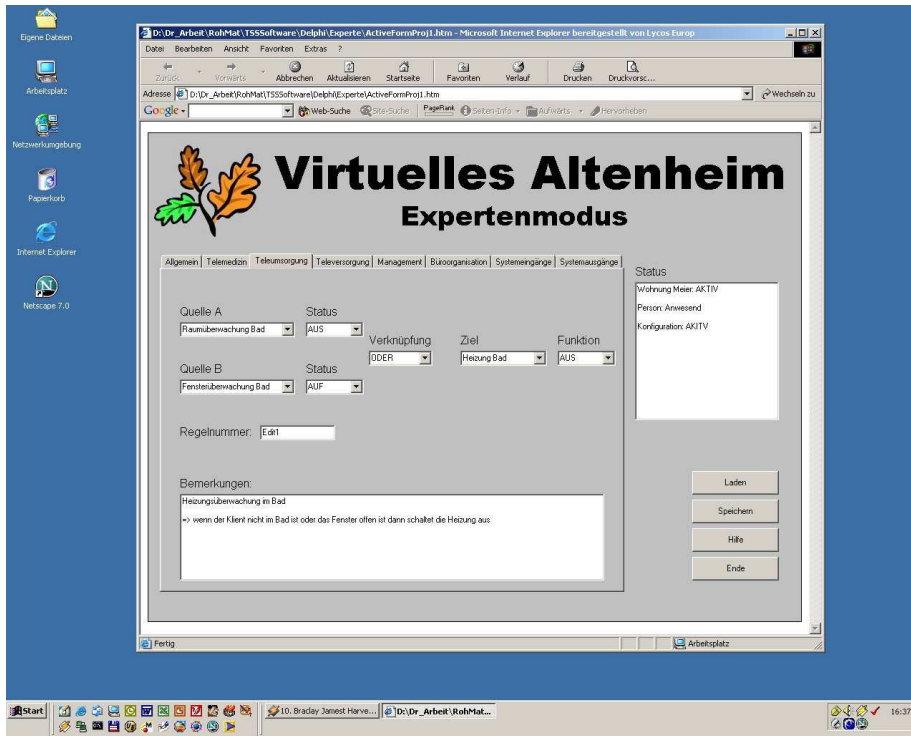 Eigene Dateien
Arbeitsplatz
Netzwerkumgebung
Papierkorb
Internet Explorer
Netscape 7.0
D:\Dr_Arbeit\RohMat\TSSSoftware\Delphi\Experte\ActiveFormProj1.htm - Microsoft Internet Explorer bereitgestellt von Lycos Europ
Datei Bearbeiten Ansicht Favoriten Extras ?
Zurück Vorwärts Abbrechen Aktualisieren Startseite Favoriten Verlauf Drucken Druckvorsc...
Adresse D:\Dr_Arbeit\RohMat\TSSSoftware\Delphi\Experte\ActiveFormProj1.htm Wechseln zu
Google Web-Suche Site-Suche PageRank Seiten-Info Aufwärts Hervorheben
Virtuelles Altenheim
Expertenmodus
Allgemein Telemedizin Teleumsorgung Televersorgung Management Büroorganisation Systemeingänge Systemausgänge
Status
Wohnung Meier: AKTIV
Person: Anwesend
Konfiguration: AKITV
Quelle A Status
Raumüberwachung Bad AUS
Verknüpfung Ziel Funktion
ODER Heizung Bad AUS
Quelle B Status
Fensterüberwachung Bad AUF
Regelnummer: Edit1
Bemerkungen:
Heizungsüberwachung im Bad
=> wenn der Klient nicht im Bad ist oder das Fenster offen ist dann schaltet die Heizung aus
Laden
Speichern
Hilfe
Ende
Fertig Arbeitsplatz
Start 10. Braday Jamest Harve... D:\Dr_Arbeit\RohMat... 16:37